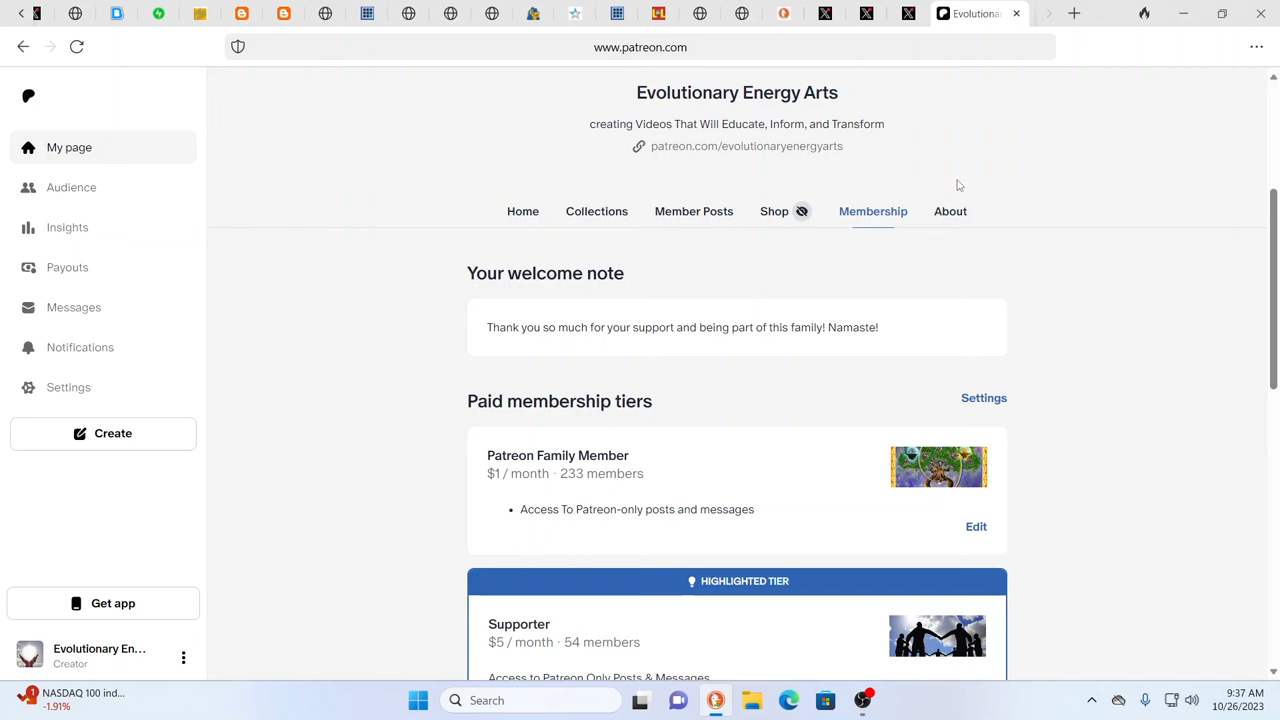 Evolutionary
www.patreon.com
Evolutionary Energy Arts
creating Videos That Will Educate, Inform, and Transform
patreon.com/evolutionaryenergyarts
My page
Audience
Insights
Payouts
Messages
Notifications
Settings
Create
Get app
Evolutionary En...
Creator
Home Collections Member Posts Shop Membership About
Your welcome note
Thank you so much for your support and being part of this family! Namaste!
Paid membership tiers
Settings
Patreon Family Member
$1 / month · 233 members
• Access To Patreon-only posts and messages
Edit
HIGHLIGHTED TIER
Supporter
$5 / month · 54 members
Access to Patreon Only Posts & Messages
1
NASDAQ 100 ind...
-1.91%
Search
9:37 AM
10/26/2023